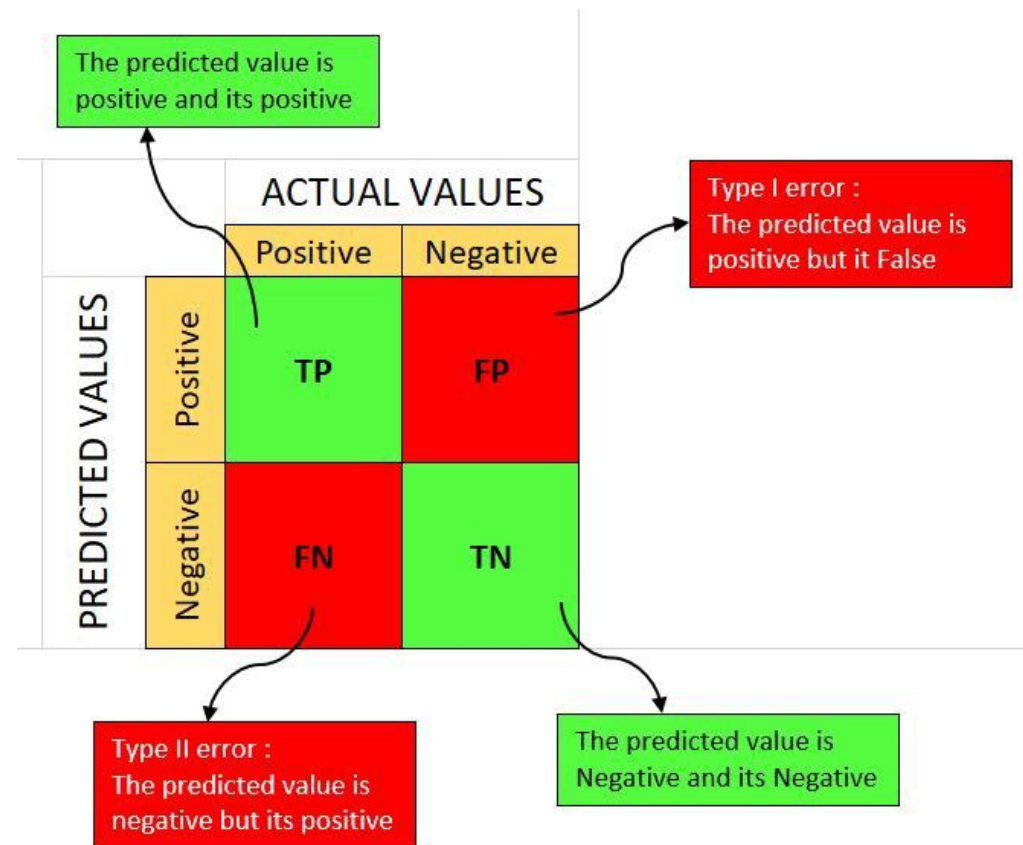 The predicted value is
positive and its positive
ACTUAL VALUES
Type I error :
The predicted value is
positive but it False
Positive
Negative
PREDICTED VALUES
Positive
TP
FP
Negative
FN
TN
Type II error :
The predicted value is
negative but its positive
The predicted value is
Negative and its Negative